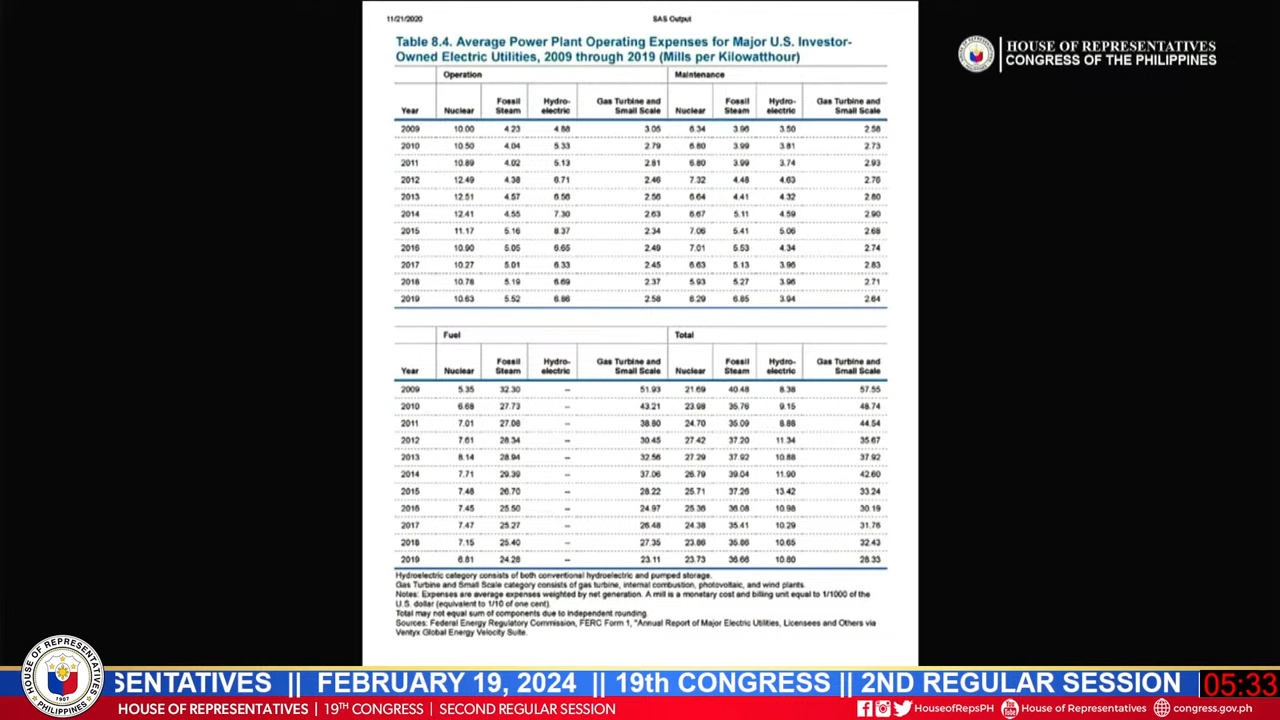 11/21/2020 SAS Output
Table 8.4. Average Power Plant Operating Expenses for Major U.S. Investor-
Owned Electric Utilities, 2009 through 2019 (Mills per Kilowatthour)
Operation Maintenance
Year Nuclear Fossil Steam Hydro-electric Gas Turbine and Small Scale Nuclear Fossil Steam Hydro-electric Gas Turbine and Small Scale
2009 10.00 4.23 4.88 3.05 6.34 3.96 3.50 2.58
2010 10.50 4.04 5.33 2.79 6.80 3.99 3.81 2.73
2011 10.89 4.02 5.13 2.81 6.80 3.99 3.74 2.93
2012 12.49 4.38 6.71 2.46 7.32 4.48 4.63 2.76
2013 12.51 4.57 6.56 2.56 6.64 4.41 4.32 2.80
2014 12.41 4.55 7.30 2.63 6.67 5.11 4.59 2.90
2015 11.17 5.16 8.37 2.34 7.06 5.41 5.06 2.68
2016 10.90 5.05 6.65 2.49 7.01 5.53 4.34 2.74
2017 10.27 5.01 6.33 2.45 6.63 5.13 3.96 2.83
2018 10.78 5.19 6.69 2.37 5.93 5.27 3.96 2.71
2019 10.63 5.52 6.86 2.58 6.29 6.85 3.94 2.64
Fuel Total
Year Nuclear Fossil Steam Hydro-electric Gas Turbine and Small Scale Nuclear Fossil Steam Hydro-electric Gas Turbine and Small Scale
2009 5.35 32.30 -- 51.93 21.69 40.48 8.38 57.55
2010 6.68 27.73 -- 43.21 23.98 35.76 9.15 48.74
2011 7.01 27.08 -- 38.80 24.70 35.09 8.88 44.54
2012 7.61 28.34 -- 30.45 27.42 37.20 11.34 35.67
2013 8.14 28.94 -- 32.56 27.29 37.92 10.88 37.92
2014 7.71 29.39 -- 37.06 26.79 39.04 11.90 42.60
2015 7.48 26.70 -- 28.22 25.71 37.26 13.42 33.24
2016 7.45 25.50 -- 24.97 25.36 36.08 10.98 30.19
2017 7.47 25.27 -- 26.48 24.38 35.41 10.29 31.76
2018 7.15 25.40 -- 27.35 23.86 35.86 10.65 32.43
2019 6.81 24.28 -- 23.11 23.73 36.66 10.80 28.33
Hydroelectric category consists of both conventional hydroelectric and pumped storage.
Gas Turbine and Small Scale category consists of gas turbine, internal combustion, photovoltaic, and wind plants.
Notes: Expenses are average expenses weighted by net generation. A mill is a monetary cost and billing unit equal to 1/1000 of the
U.S. dollar (equivalent to 1/10 of one cent).
Total may not equal sum of components due to independent rounding.
Sources: Federal Energy Regulatory Commission, FERC Form 1, "Annual Report of Major Electric Utilities, Licensees and Others via
Ventyx Global Energy Velocity Suite.
HOUSE OF REPRESENTATIVES
CONGRESS OF THE PHILIPPINES
HOUSE OF REPRESENTATIVES
1907
PHILIPPINES
SENTATIVES || FEBRUARY 19, 2024 || 19th CONGRESS || 2ND REGULAR SESSION
05:33
HOUSE OF REPRESENTATIVES | 19TH CONGRESS | SECOND REGULAR SESSION
HouseofRepsPH House of Representatives congress.gov.ph